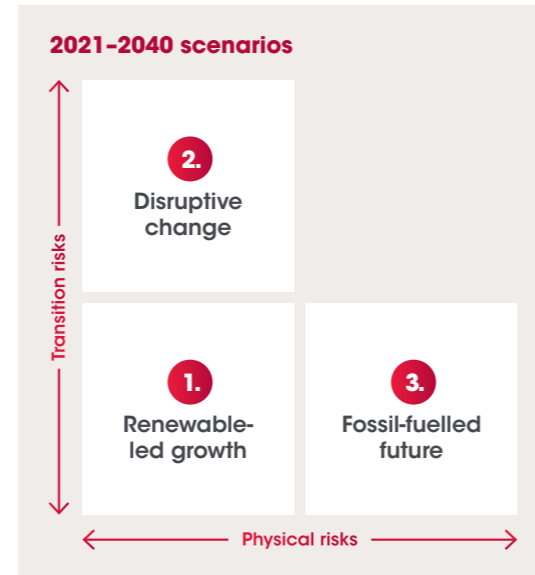 2021–2040 scenarios
2.
Disruptive
change
Transition risks
1.
Renewable-
led growth
3.
Fossil-fuelled
future
Physical risks